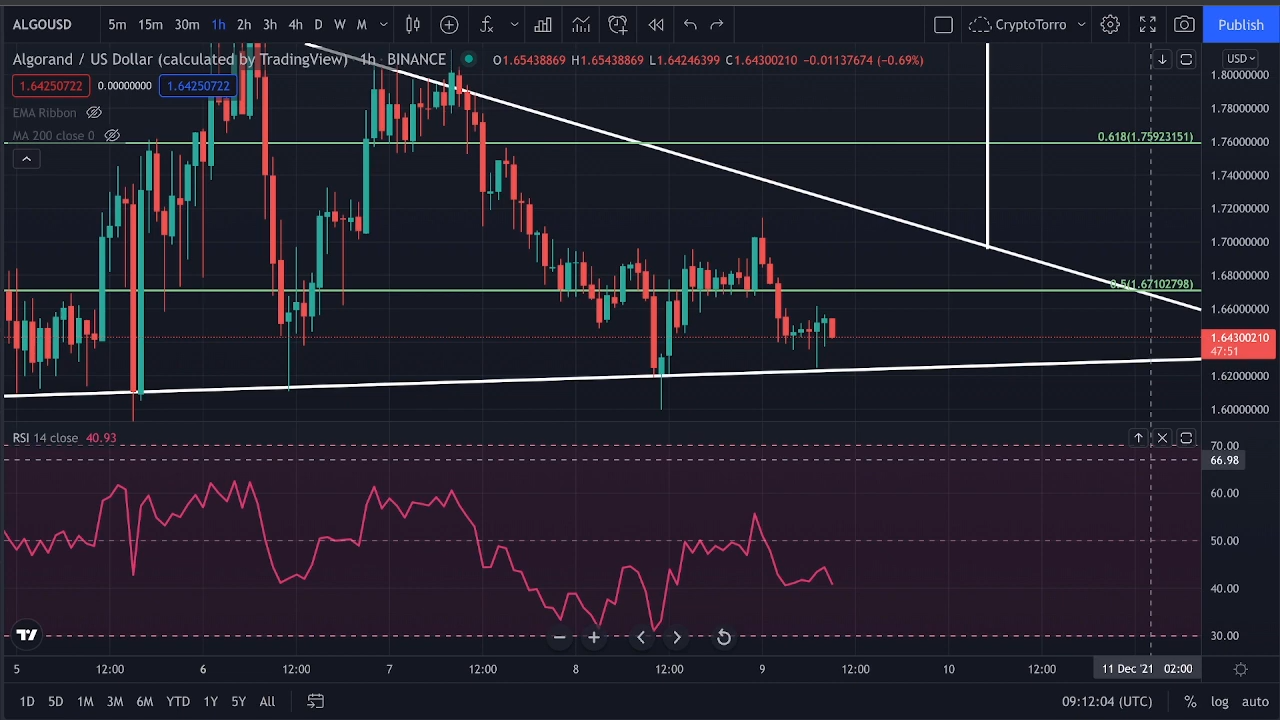 ALGOUSD 5m 15m 30m 1h 2h 3h 4h D W M CryptoTorro Publish
Algorand / US Dollar (calculated by TradingView) 1h BINANCE O1.65438869 H1.65438869 L1.64246399 C1.64300210 −0.01137674 (−0.69%) USD
1.64250722 0.00000000 1.64250722
EMA Ribbon
MA 200 close 0
1.80000000
1.78000000
0.618(1.75923151)
1.76000000
1.74000000
1.72000000
1.70000000
1.68000000
0.5(1.67102798)
1.66000000
1.64300210
47:51
1.62000000
1.60000000
RSI 14 close 40.93
70.00
66.98
60.00
50.00
40.00
30.00
5 12:00 6 12:00 7 12:00 8 12:00 9 12:00 10 12:00 11 Dec '21 02:00
1D 5D 1M 3M 6M YTD 1Y 5Y All 09:12:04 (UTC) % log auto